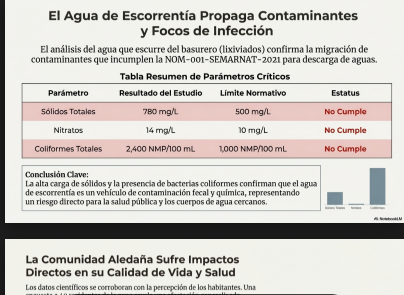 El Agua de Escorrentía Propaga Contaminantes
y Focos de Infección
El análisis del agua que escurre del basurero (lixiviados) confirma la migración de
contaminantes que incumplen la NOM-001-SEMARNAT-2021 para descarga de aguas.
Tabla Resumen de Parámetros Críticos
Parámetro Resultado del Estudio Límite Normativo Estatus
Sólidos Totales 780 mg/L 500 mg/L No Cumple
Nitratos 14 mg/L 10 mg/L No Cumple
Coliformes Totales 2,400 NMP/100 mL 1,000 NMP/100 mL No Cumple
Conclusión Clave:
La alta carga de sólidos y la presencia de bacterias coliformes confirman que el agua
de escorrentía es un vehículo de contaminación fecal y química, representando
un riesgo directo para la salud pública y los cuerpos de agua cercanos.
NotebookLM
La Comunidad Aledaña Sufre Impactos
Directos en su Calidad de Vida y Salud
Los datos científicos se corroboran con la percepción de los habitantes. Una